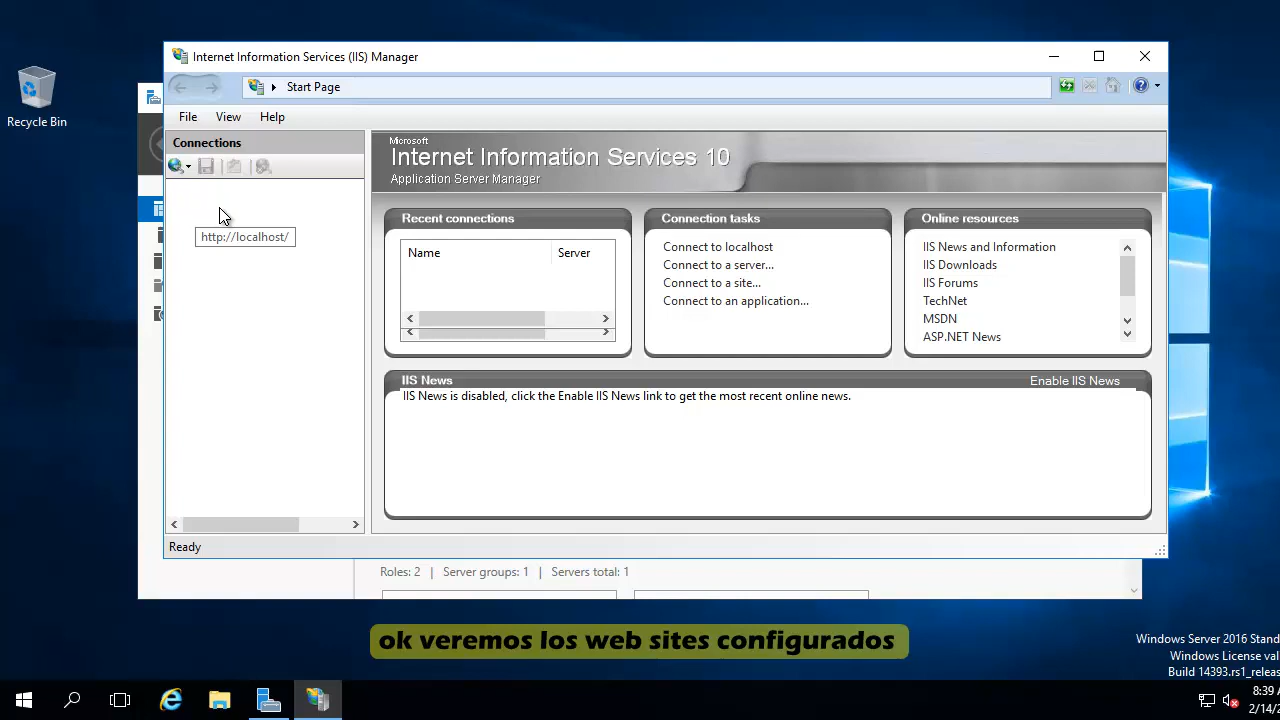 Internet Information Services (IIS) Manager
Recycle Bin
Start Page
File View Help
Connections
http://localhost/
Microsoft
Internet Information Services 10
Application Server Manager
Recent connections
Name Server
Connection tasks
Connect to localhost
Connect to a server...
Connect to a site...
Connect to an application...
Online resources
IIS News and Information
IIS Downloads
IIS Forums
TechNet
MSDN
ASP.NET News
IIS News
Enable IIS News
IIS News is disabled, click the Enable IIS News link to get the most recent online news.
Ready
Roles: 2 | Server groups: 1 | Servers total: 1
ok veremos los web sites configurados
Windows Server 2016 Stand
Windows License val
Build 14393.rs1_releas
8:39
2/14/2